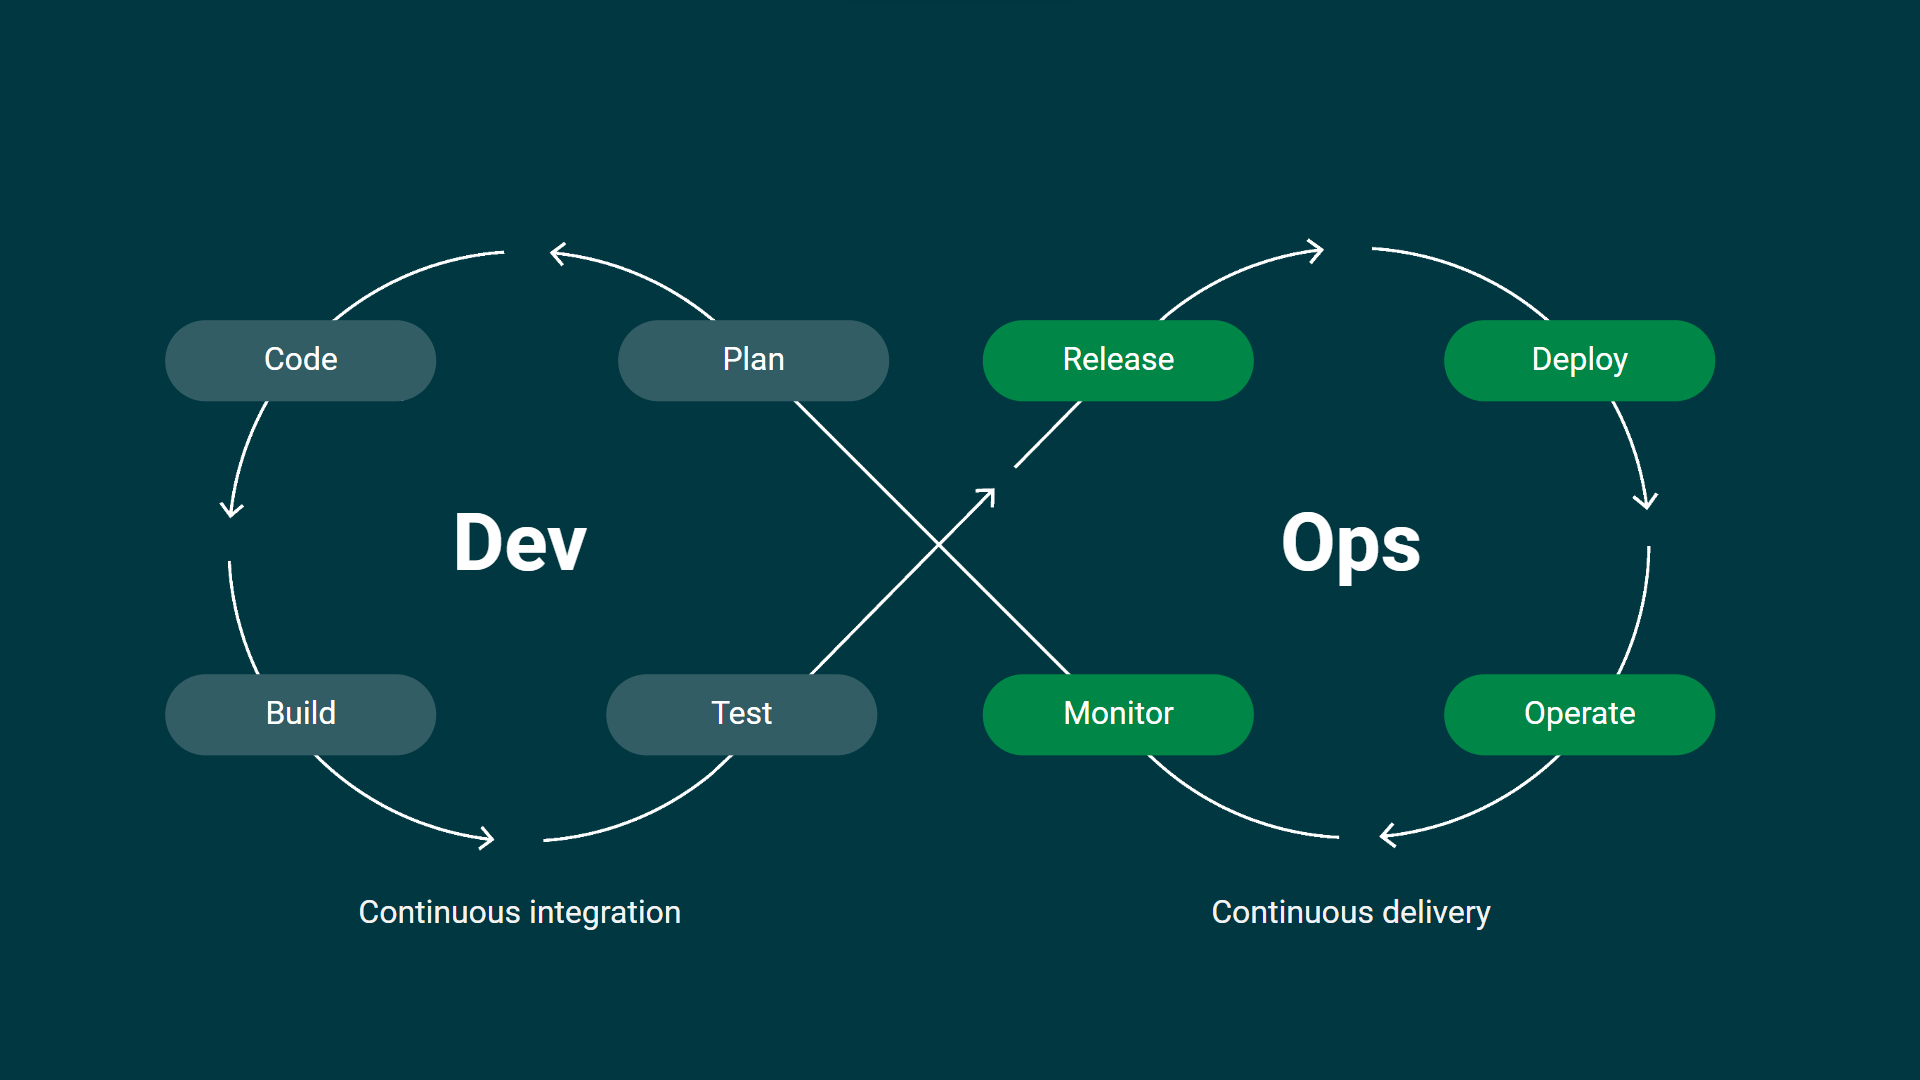 Code
Plan
Release
Deploy
Dev
Ops
Build
Test
Monitor
Operate
Continuous integration
Continuous delivery